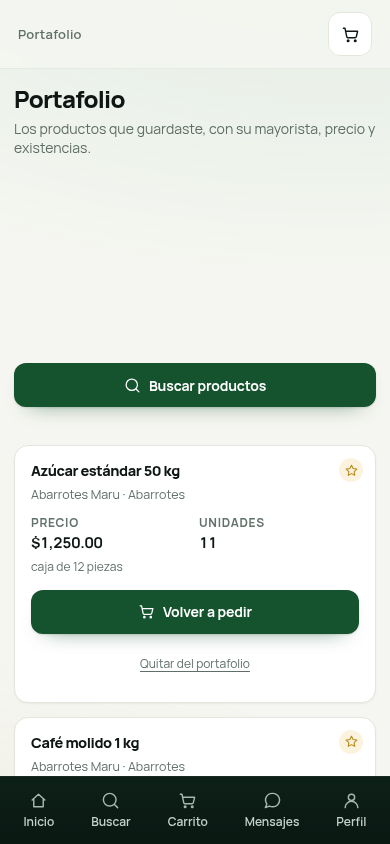 Portafolio
Portafolio
Los productos que guardaste, con su mayorista, precio y
existencias.
Buscar productos
Azúcar estándar 50 kg
Abarrotes Maru · Abarrotes
PRECIO
UNIDADES
$1,250.00
11
caja de 12 piezas
Volver a pedir
Quitar del portafolio
Café molido 1 kg
Abarrotes Maru · Abarrotes
Inicio
Buscar
Carrito
Mensajes
Perfil